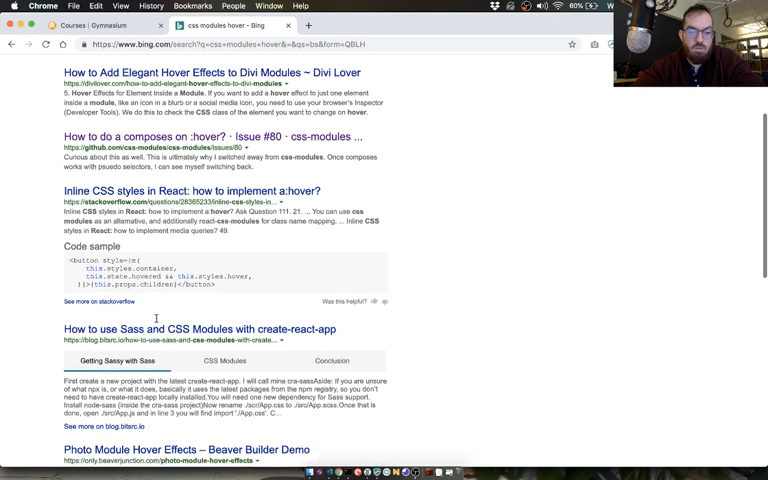 Chrome File Edit View History Bookmarks People Window Help
60%
Courses | Gymnasium
css modules hover - Bing
https://www.bing.com/search?q=css+modules+hover&=&qs=bs&form=QBLH
How to Add Elegant Hover Effects to Divi Modules ~ Divi Lover
https://divilover.com/how-to-add-elegant-hover-effects-to-divi-modules
5. Hover Effects for Element Inside a Module. If you want to add a hover effect to just one element
inside a module, like an icon in a blurb or a social media icon, you need to use your browser's Inspector
(Developer Tools). We do this to check the CSS class of the element you want to change on hover.
How to do a composes on :hover? · Issue #80 · css-modules ...
https://github.com/css-modules/css-modules/issues/80
Curious about this as well. This is ultimately why I switched away from css-modules. Once composes
works with psuedo selectors, I can see myself switching back.
Inline CSS styles in React: how to implement a:hover?
https://stackoverflow.com/questions/28365233/inline-css-styles-in...
Inline CSS styles in React: how to implement a:hover? Ask Question 111. 21. ... You can use css
modules as an alternative, and additionally react-css-modules for class name mapping. ... Inline CSS
styles in React: how to implement media queries? 49.
Code sample
<button style={m(
this.styles.container,
this.state.hovered && this.styles.hover,
)}>{this.props.children}</button>
See more on stackoverflow
Was this helpful?
How to use Sass and CSS Modules with create-react-app
https://blog.bitsrc.io/how-to-use-sass-and-css-modules-with-create...
Getting Sassy with Sass
CSS Modules
Conclusion
First create a new project with the latest create-react-app. I will call mine cra-sassAside: If you are unsure
of what npx is, or what it does, basically it uses the latest packages from the npm registry, so you don't
need to have create-react-app locally installed.You will need one new dependency for Sass support.
Install node-sass (inside the cra-sass project)Now rename ./scr/App.css to ./src/App.scss.Once that is
done, open ./src/App.js and in line 3 you will find import './App.css'. C...
See more on blog.bitsrc.io
Photo Module Hover Effects – Beaver Builder Demo
https://only.beaverjunction.com/photo-module-hover-effects